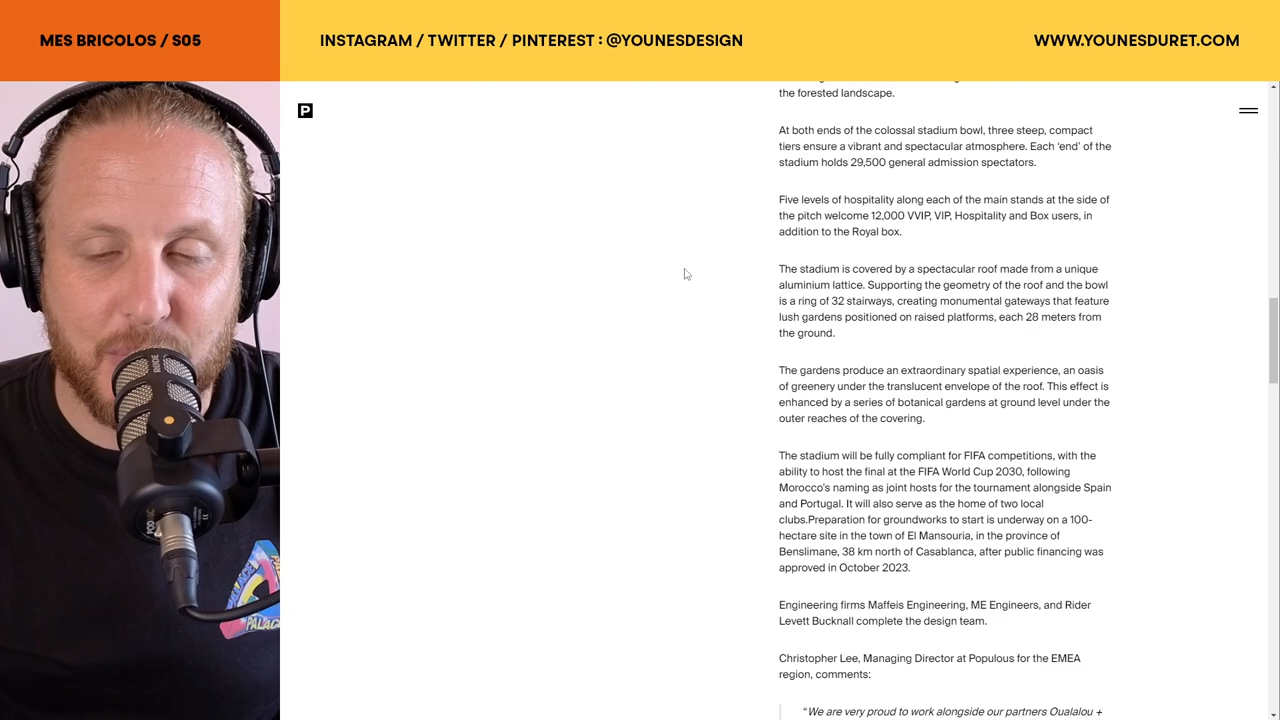 MES BRICOLOS / S05
INSTAGRAM / TWITTER / PINTEREST : @YOUNESDESIGN
WWW.YOUNESDURET.COM
P
the forested landscape.
At both ends of the colossal stadium bowl, three steep, compact
tiers ensure a vibrant and spectacular atmosphere. Each ‘end’ of the
stadium holds 29,500 general admission spectators.
Five levels of hospitality along each of the main stands at the side of
the pitch welcome 12,000 VVIP, VIP, Hospitality and Box users, in
addition to the Royal box.
The stadium is covered by a spectacular roof made from a unique
aluminium lattice. Supporting the geometry of the roof and the bowl
is a ring of 32 stairways, creating monumental gateways that feature
lush gardens positioned on raised platforms, each 28 meters from
the ground.
The gardens produce an extraordinary spatial experience, an oasis
of greenery under the translucent envelope of the roof. This effect is
enhanced by a series of botanical gardens at ground level under the
outer reaches of the covering.
The stadium will be fully compliant for FIFA competitions, with the
ability to host the final at the FIFA World Cup 2030, following
Morocco’s naming as joint hosts for the tournament alongside Spain
and Portugal. It will also serve as the home of two local
clubs.Preparation for groundworks to start is underway on a 100-
hectare site in the town of El Mansouria, in the province of
Benslimane, 38 km north of Casablanca, after public financing was
approved in October 2023.
Engineering firms Maffeis Engineering, ME Engineers, and Rider
Levett Bucknall complete the design team.
Christopher Lee, Managing Director at Populous for the EMEA
region, comments:
“We are very proud to work alongside our partners Oualalou +
RØDE
PALACE